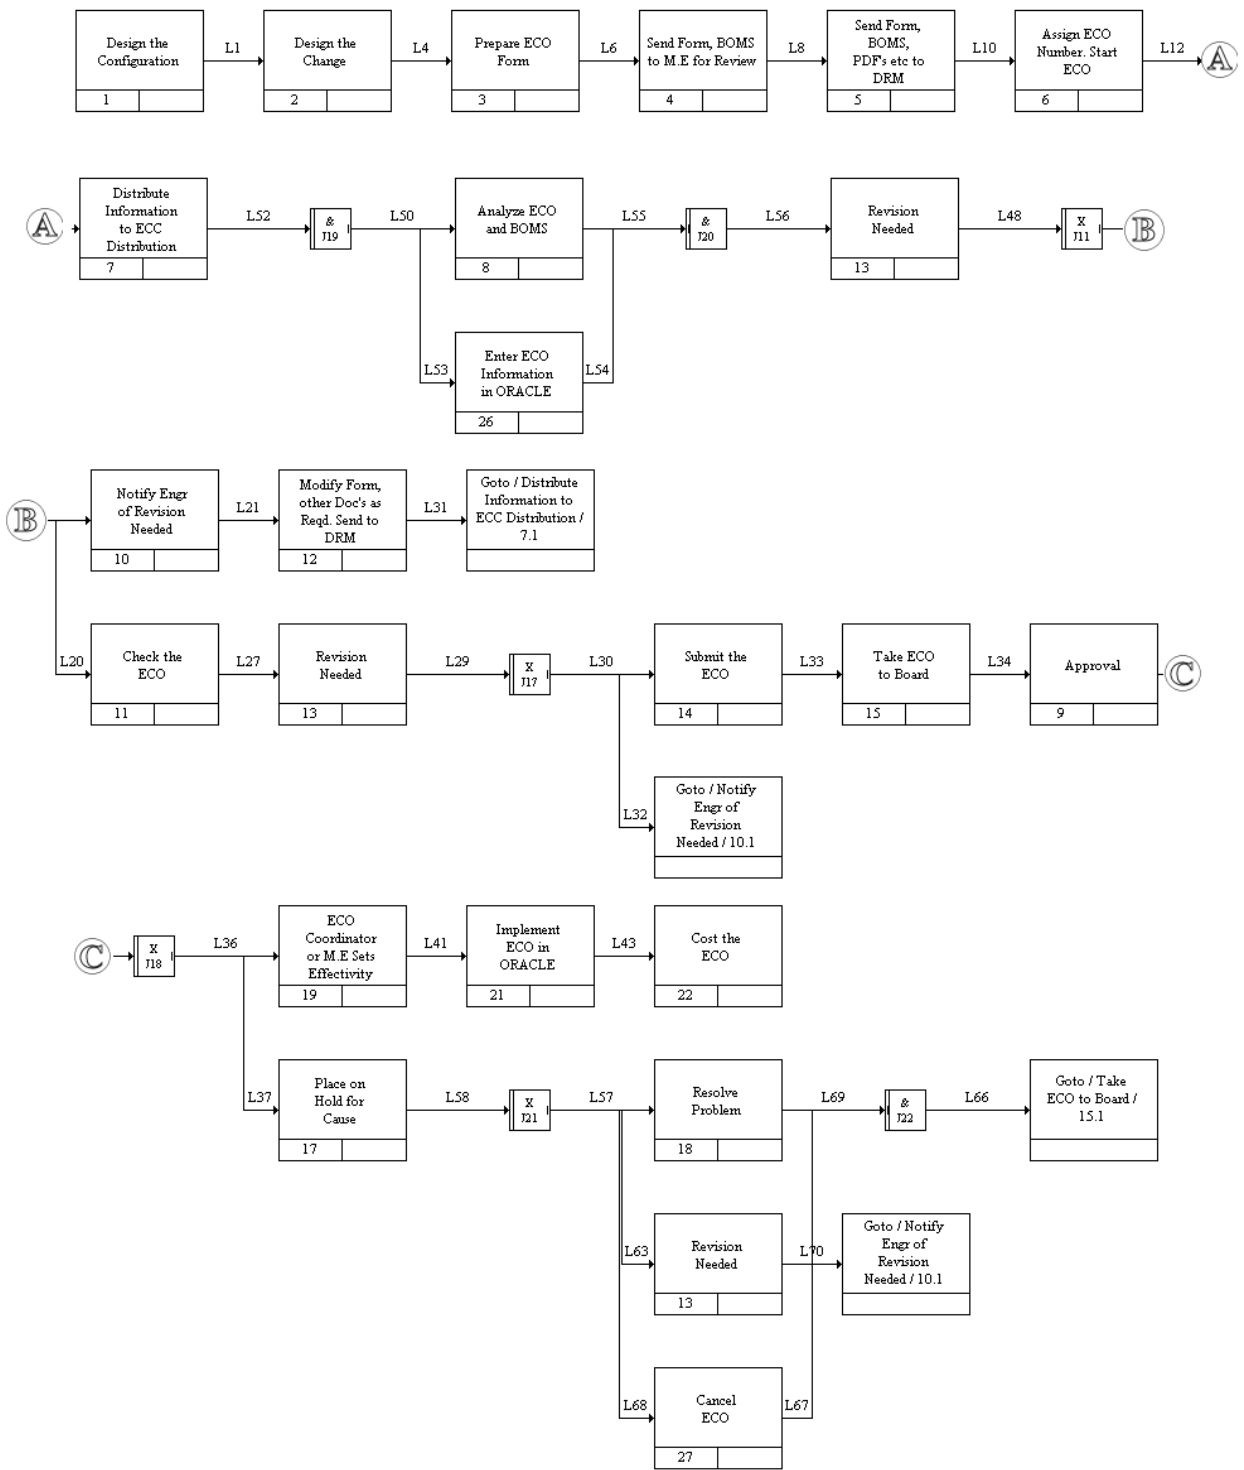 Design the
Configuration
1
L1
Design the
Change
2
L4
Prepare ECO
Form
3
L6
Send Form, BOMS
to M.E for Review
4
L8
Send Form,
BOMS,
PDF's etc to
DRM
5
L10
Assign ECO
Number. Start
ECO
6
L12
A
A
Distribute
Information
to ECC
Distribution
7
L52
&
J19
L50
Analyze ECO
and BOMS
8
L55
&
J20
L56
Revision
Needed
13
L48
X
J11
B
L53
Enter ECO
Information
in ORACLE
26
L54
B
Notify Engr
of Revision
Needed
10
L21
Modify Form,
other Doc's as
Reqd. Send to
DRM
12
L31
Goto / Distribute
Information to
ECC Distribution /
7.1
L20
Check the
ECO
11
L27
Revision
Needed
13
L29
X
J17
L30
Submit the
ECO
14
L33
Take ECO
to Board
15
L34
Approval
9
C
L32
Goto / Notify
Engr of
Revision
Needed / 10.1
C
X
J18
L36
ECO
Coordinator
or M.E Sets
Effectivity
19
L41
Implement
ECO in
ORACLE
21
L43
Cost the
ECO
22
L37
Place on
Hold for
Cause
17
L58
X
J21
L57
Resolve
Problem
18
L69
&
J22
L66
Goto / Take
ECO to Board /
15.1
L63
Revision
Needed
13
L70
Goto / Notify
Engr of
Revision
Needed / 10.1
L68
Cancel
ECO
27
L67